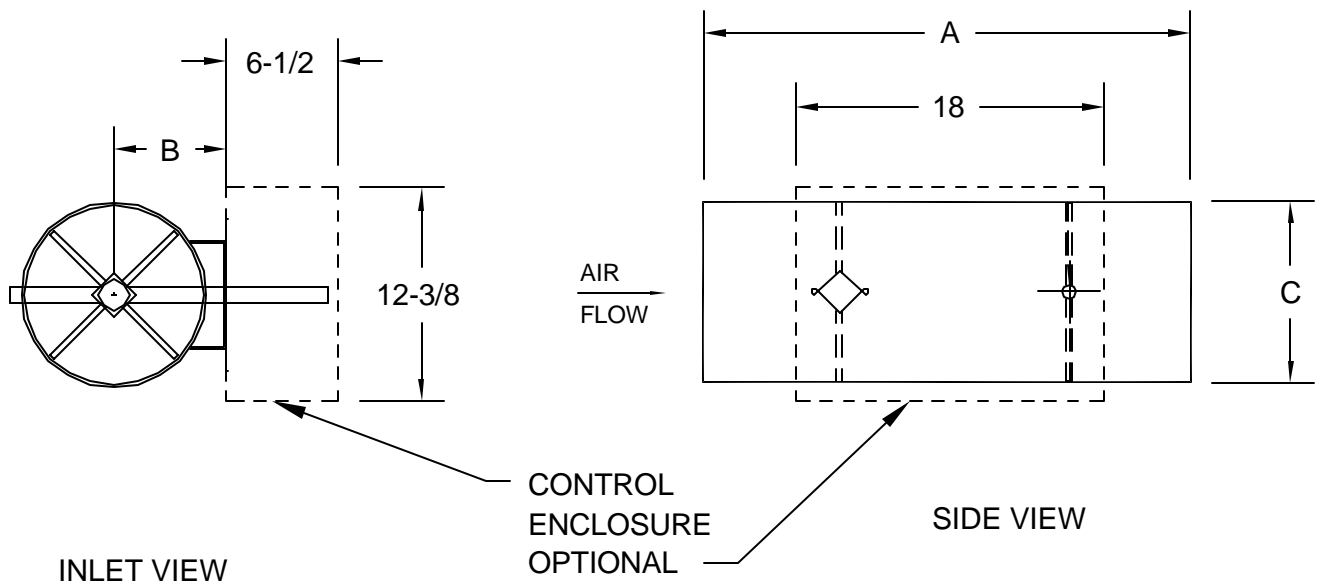 A
6-1/2
18
B
12-3/8
AIR
FLOW
C
CONTROL
ENCLOSURE
OPTIONAL
SIDE VIEW
INLET VIEW